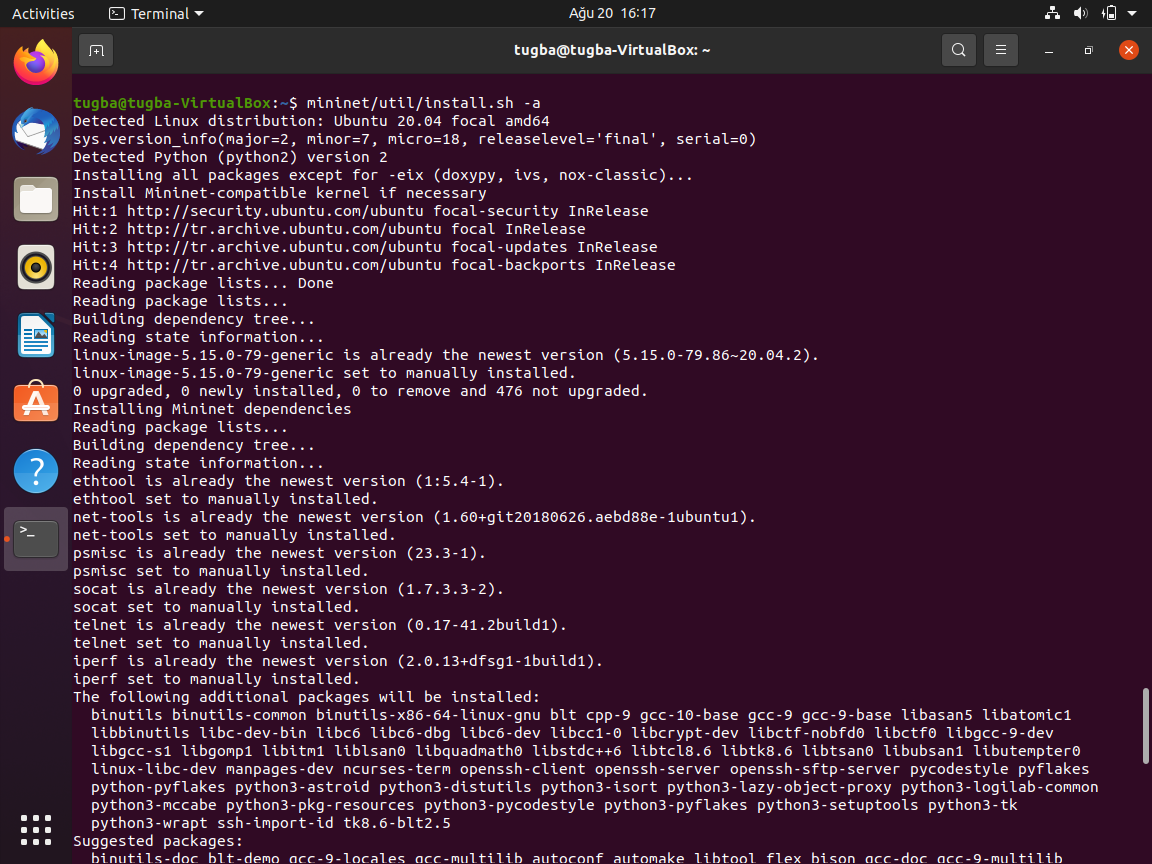 Activities
Terminal
Ağu 20 16:17
tugba@tugba-VirtualBox: ~
tugba@tugba-VirtualBox:~$ mininet/util/install.sh -a
Detected Linux distribution: Ubuntu 20.04 focal amd64
sys.version_info(major=2, minor=7, micro=18, releaselevel='final', serial=0)
Detected Python (python2) version 2
Installing all packages except for -eix (doxypy, ivs, nox-classic)...
Install Mininet-compatible kernel if necessary
Hit:1 http://security.ubuntu.com/ubuntu focal-security InRelease
Hit:2 http://tr.archive.ubuntu.com/ubuntu focal InRelease
Hit:3 http://tr.archive.ubuntu.com/ubuntu focal-updates InRelease
Hit:4 http://tr.archive.ubuntu.com/ubuntu focal-backports InRelease
Reading package lists... Done
Reading package lists...
Building dependency tree...
Reading state information...
linux-image-5.15.0-79-generic is already the newest version (5.15.0-79.86~20.04.2).
linux-image-5.15.0-79-generic set to manually installed.
0 upgraded, 0 newly installed, 0 to remove and 476 not upgraded.
Installing Mininet dependencies
Reading package lists...
Building dependency tree...
Reading state information...
ethtool is already the newest version (1:5.4-1).
ethtool set to manually installed.
net-tools is already the newest version (1.60+git20180626.aebd88e-1ubuntu1).
net-tools set to manually installed.
psmisc is already the newest version (23.3-1).
psmisc set to manually installed.
socat is already the newest version (1.7.3.3-2).
socat set to manually installed.
telnet is already the newest version (0.17-41.2build1).
telnet set to manually installed.
iperf is already the newest version (2.0.13+dfsg1-1build1).
iperf set to manually installed.
The following additional packages will be installed:
binutils binutils-common binutils-x86-64-linux-gnu blt cpp-9 gcc-10-base gcc-9 gcc-9-base libasan5 libatomic1
libbinutils libc-dev-bin libc6 libc6-dbg libc6-dev libcc1-0 libcrypt-dev libctf-nobfd0 libctf0 libgcc-9-dev
libgcc-s1 libgomp1 libitm1 liblsan0 libquadmath0 libstdc++6 libtcl8.6 libtk8.6 libtsan0 libubsan1 libutempter0
linux-libc-dev manpages-dev ncurses-term openssh-client openssh-server openssh-sftp-server pycodestyle pyflakes
python-pyflakes python3-astroid python3-distutils python3-isort python3-lazy-object-proxy python3-logilab-common
python3-mccabe python3-pkg-resources python3-pycodestyle python3-pyflakes python3-setuptools python3-tk
python3-wrapt ssh-import-id tk8.6-blt2.5
Suggested packages:
binutils-doc blt-demo gcc-9-locales gcc-multilib autoconf automake libtool flex bison gcc-doc gcc-9-multilib